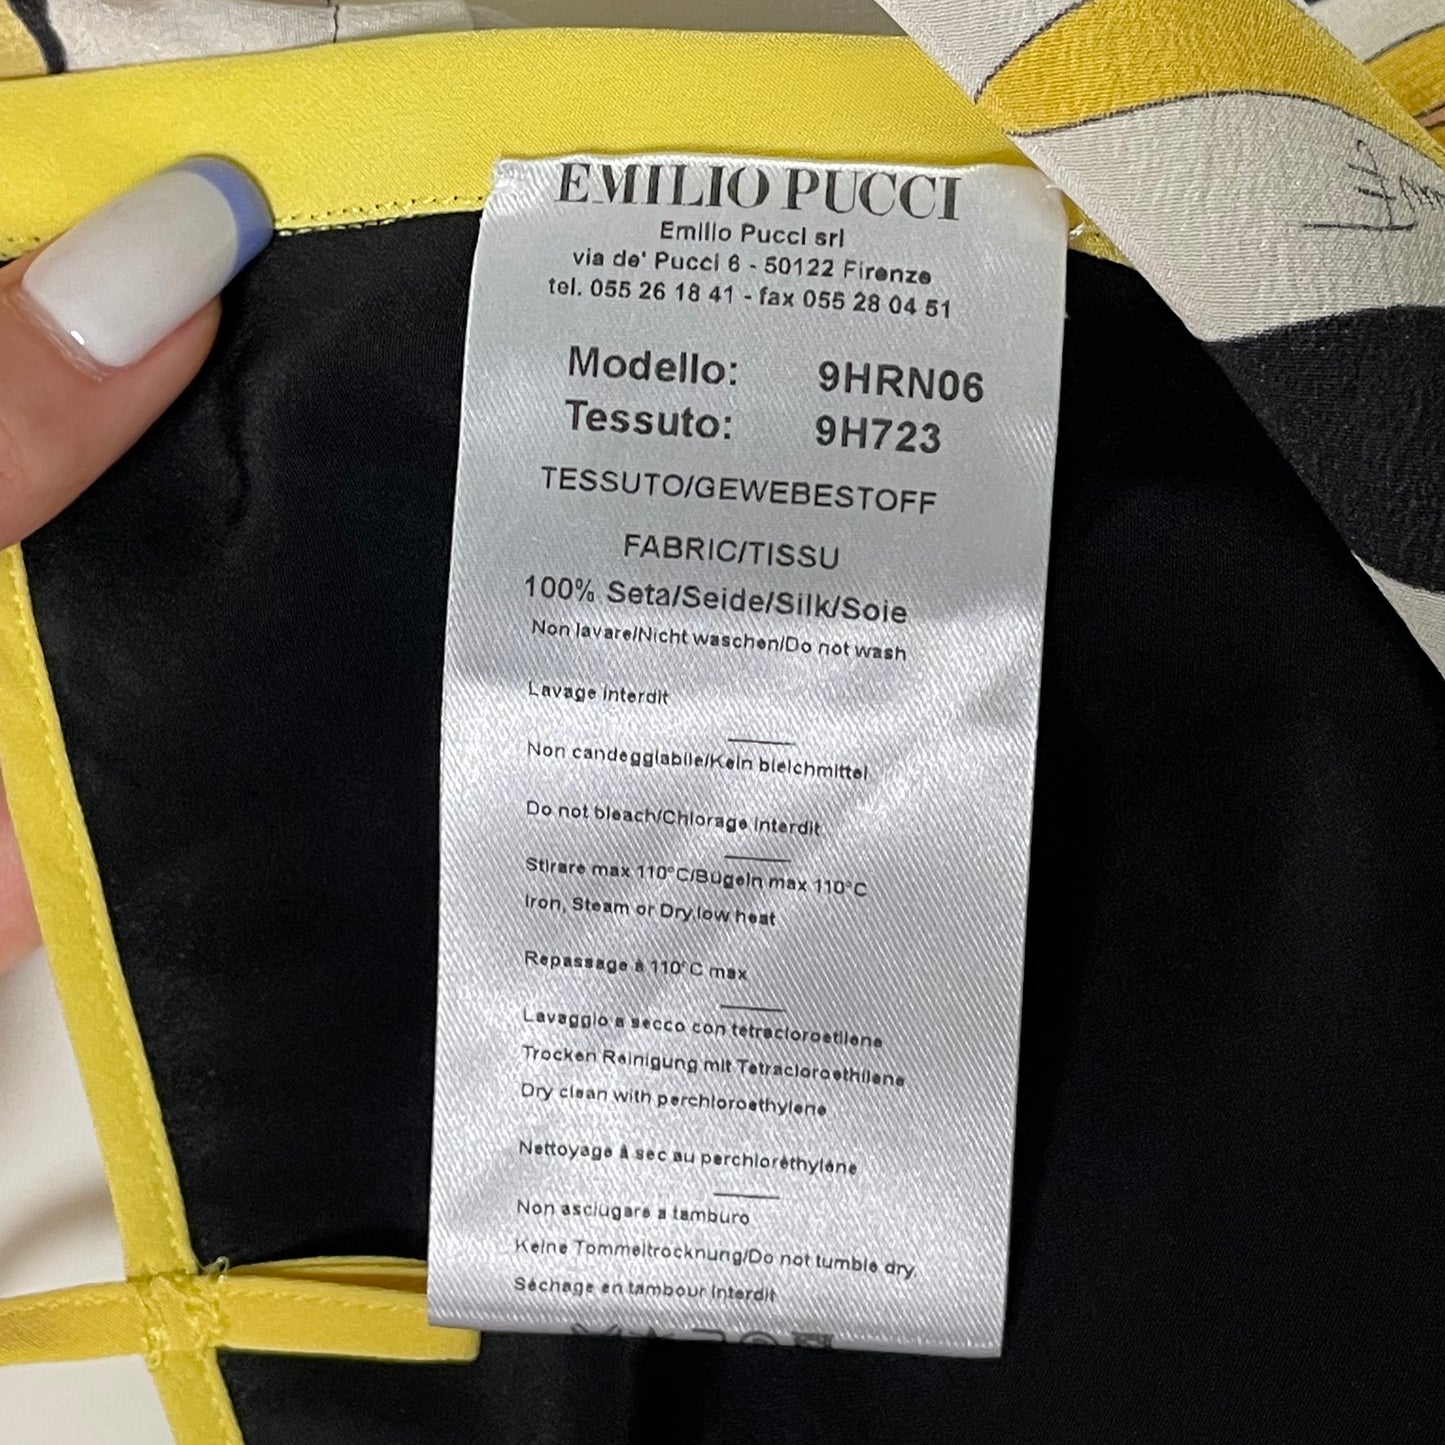 EMILIO PUCCI
Emilio Pucci srl
via de' Pucci 6 - 50122 Firenze
tel. 055 26 18 41 - fax 055 28 04 51
Modello: 9HRN06
Tessuto: 9H723
TESSUTO/GEWEBESTOFF
FABRIC/TISSU
100% Seta/Seide/Silk/Soie
Non lavare/Nicht waschen/Do not wash
Lavage interdit
Non candeggiabile/Kein bleichmittel
Do not bleach/Chlorage interdit
Stirare max 110°C/Bügeln max 110°C
Iron, Steam or Dry,low heat
Repassage à 110°C max
Lavaggio a secco con tetracloroetilene
Trocken Reinigung mit Tetracloroethilene
Dry clean with perchloroethylene
Nettoyage à sec au perchlorèthylène
Non asciugare a tamburo
Keine Tommeltrocknung/Do not tumble dry.
Séchage en tambour interdit